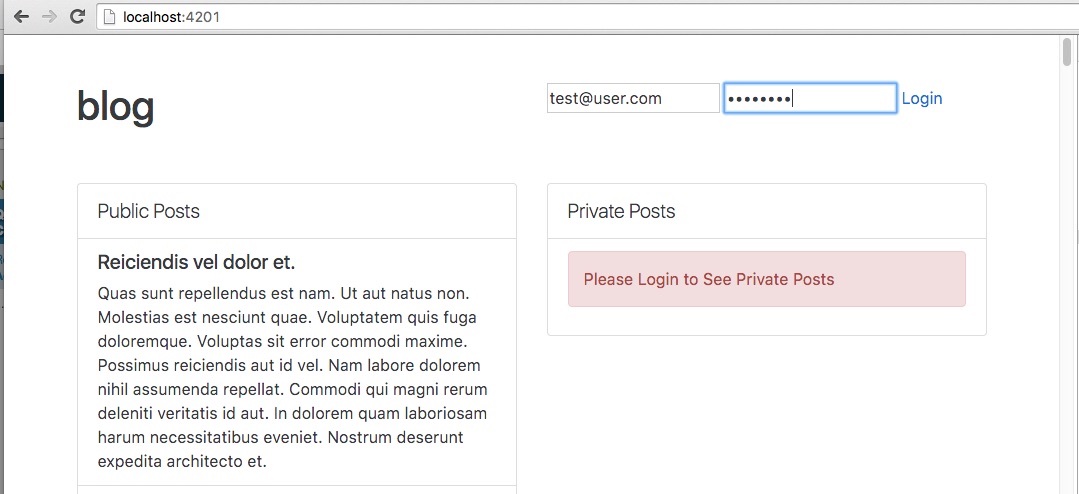 localhost:4201
blog
test@user.com •••••••• Login
Public Posts
Private Posts
Reiciendis vel dolor et.
Quas sunt repellendus est nam. Ut aut natus non.
Molestias est nesciunt quae. Voluptatem quis fuga
doloremque. Voluptas sit error commodi maxime.
Possimus reiciendis aut id vel. Nam labore dolorem
nihil assumenda repellat. Commodi qui magni rerum
deleniti veritatis id aut. In dolorem quam laboriosam
harum necessitatibus eveniet. Nostrum deserunt
expedita architecto et.
Please Login to See Private Posts